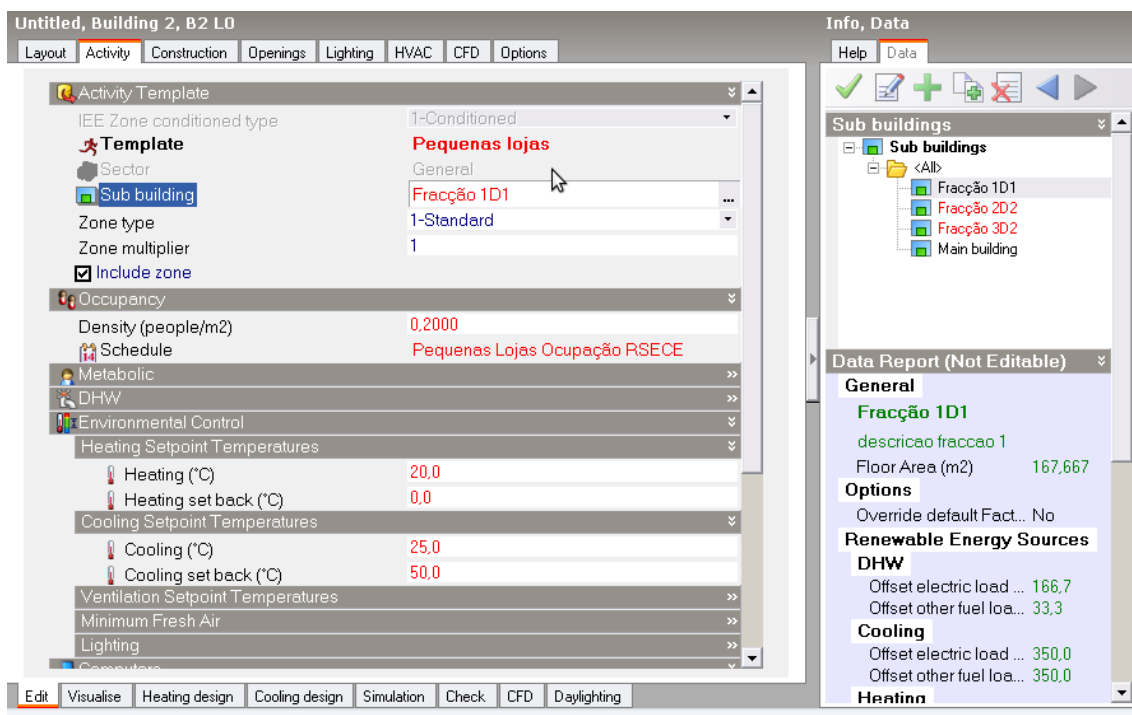 Untitled, Building 2, B2 L0
Layout Activity Construction Openings Lighting HVAC CFD Options
Activity Template
IEE Zone conditioned type 1-Conditioned
Template Pequenas lojas
Sector General
Sub building Fracção 1D1 ...
Zone type 1-Standard
Zone multiplier 1
Include zone
Occupancy
Density (people/m2) 0,2000
Schedule Pequenas Lojas Ocupação RSECE
Metabolic
DHW
Environmental Control
Heating Setpoint Temperatures
Heating (°C) 20,0
Heating set back (°C) 0,0
Cooling Setpoint Temperatures
Cooling (°C) 25,0
Cooling set back (°C) 50,0
Ventilation Setpoint Temperatures
Minimum Fresh Air
Lighting
Computers
Edit Visualise Heating design Cooling design Simulation Check CFD Daylighting
Info, Data
Help Data
Sub buildings
Sub buildings
<All>
Fracção 1D1
Fracção 2D2
Fracção 3D2
Main building
Data Report (Not Editable)
General
Fracção 1D1
descricao fraccao 1
Floor Area (m2) 167,667
Options
Override default Fact... No
Renewable Energy Sources
DHW
Offset electric load ... 166,7
Offset other fuel loa... 33,3
Cooling
Offset electric load ... 350,0
Offset other fuel loa... 350,0
Heating